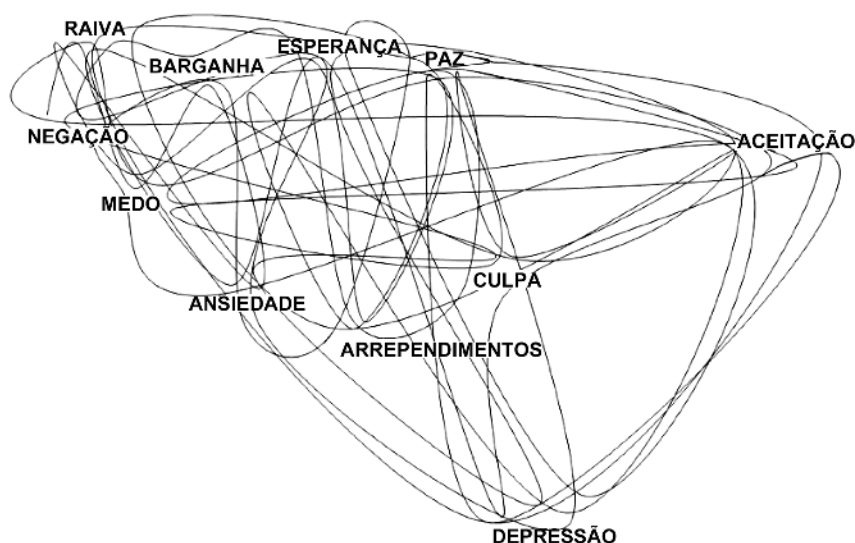 RAIVA
ESPERANÇA
BARGANHA
PAZ
NEGAÇÃO
ACEITAÇÃO
MEDO
CULPA
ANSIEDADE
ARREPENDIMENTOS
DEPRESSÃO